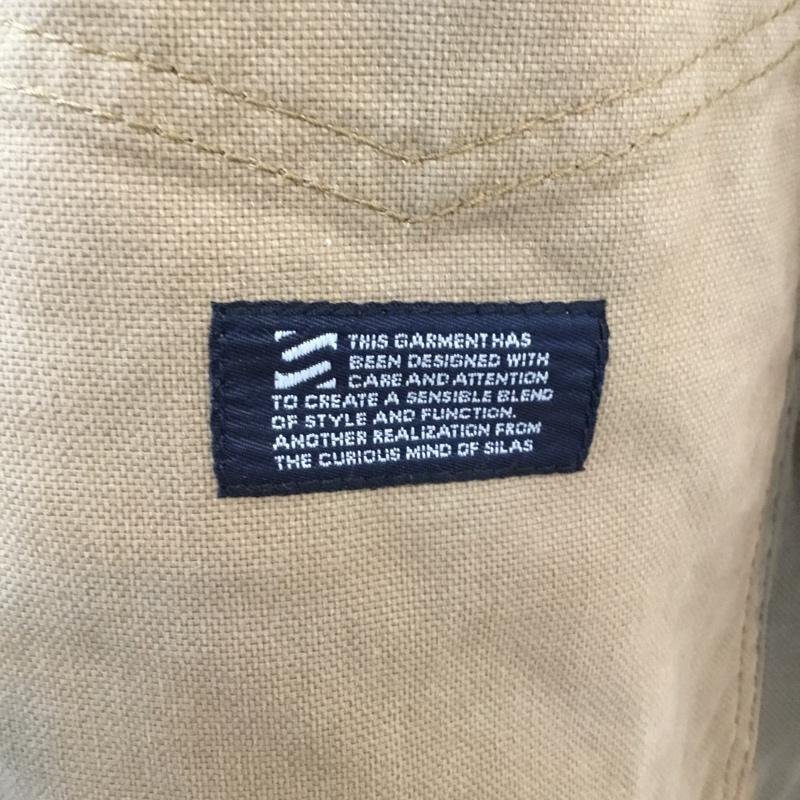 THIS GARMENT HAS
BEEN DESIGNED WITH
CARE AND ATTENTION
TO CREATE A SENSIBLE BLEND
OF STYLE AND FUNCTION.
ANOTHER REALIZATION FROM
THE CURIOUS MIND OF SILAS